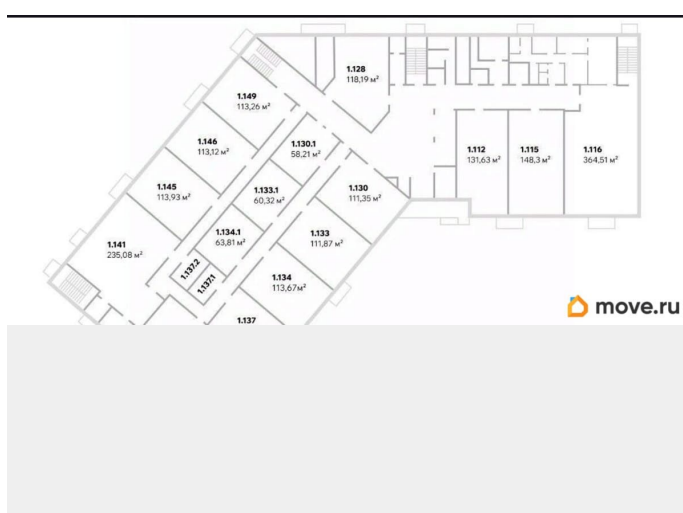 1.128
118,19 м²
1.149
113,26 м²
1.146
113,12 м²
1.130.1
58,21 м²
1.112
131,63 м²
1.115
148,3 м²
1.116
364,51 м²
1.145
113,93 м²
1.133.1
60,32 м²
1.130
111,35 м²
1.141
235,08 м²
1.134.1
63,81 м²
1.133
111,87 м²
1.137.2
1.137.1
1.134
113,67 м²
1.137
move.ru